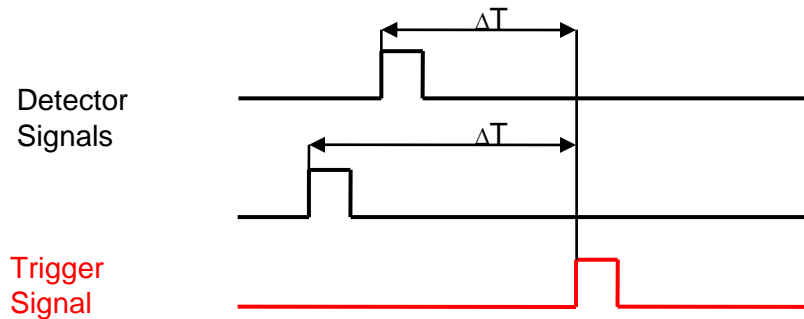 ΔT
Detector
Signals
ΔT
Trigger
Signal